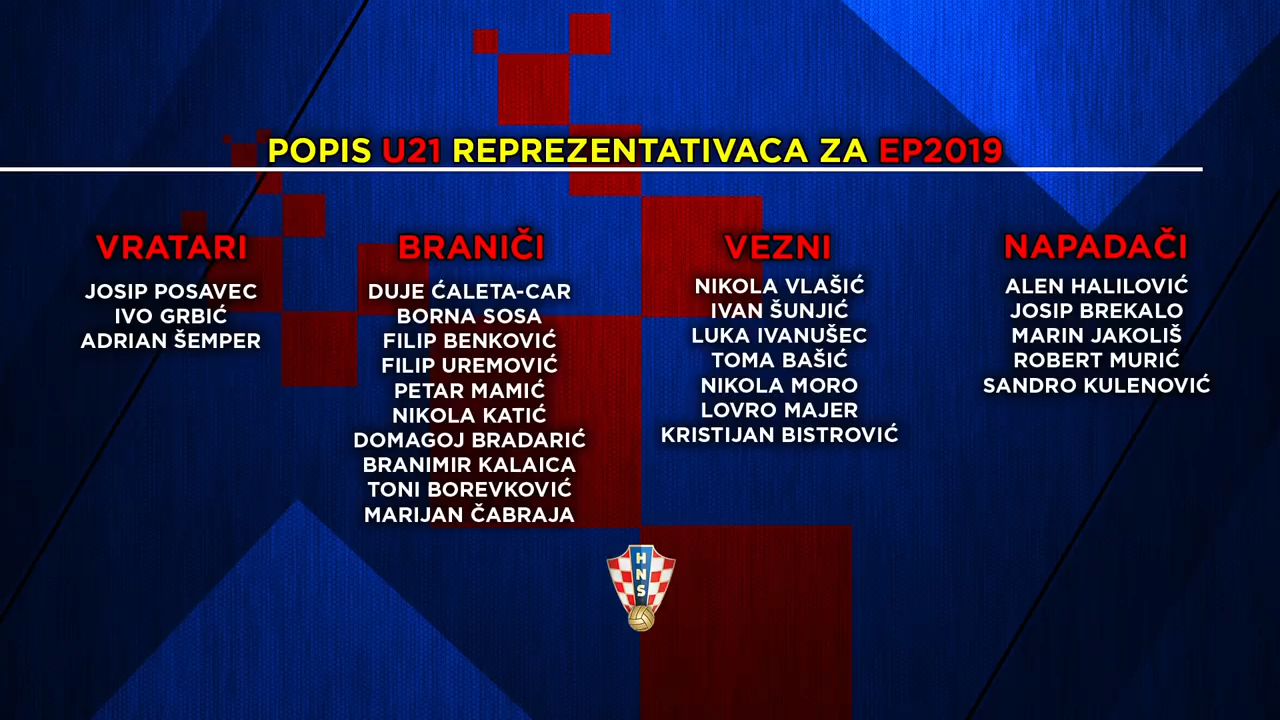 POPIS U21 REPREZENTATIVACA ZA EP2019
VRATARI
JOSIP POSAVEC
IVO GRBIĆ
ADRIAN ŠEMPER
BRANIČI
DUJE ĆALETA-CAR
BORNA SOSA
FILIP BENKOVIĆ
FILIP UREMOVIĆ
PETAR MAMIĆ
NIKOLA KATIĆ
DOMAGOJ BRADARIĆ
BRANIMIR KALAICA
TONI BOREVKOVIĆ
MARIJAN ČABRAJA
VEZNI
NIKOLA VLAŠIĆ
IVAN ŠUNJIĆ
LUKA IVANUŠEC
TOMA BAŠIĆ
NIKOLA MORO
LOVRO MAJER
KRISTIJAN BISTROVIĆ
NAPADAČI
ALEN HALILOVIĆ
JOSIP BREKALO
MARIN JAKOLIŠ
ROBERT MURIĆ
SANDRO KULENOVIĆ
HNS